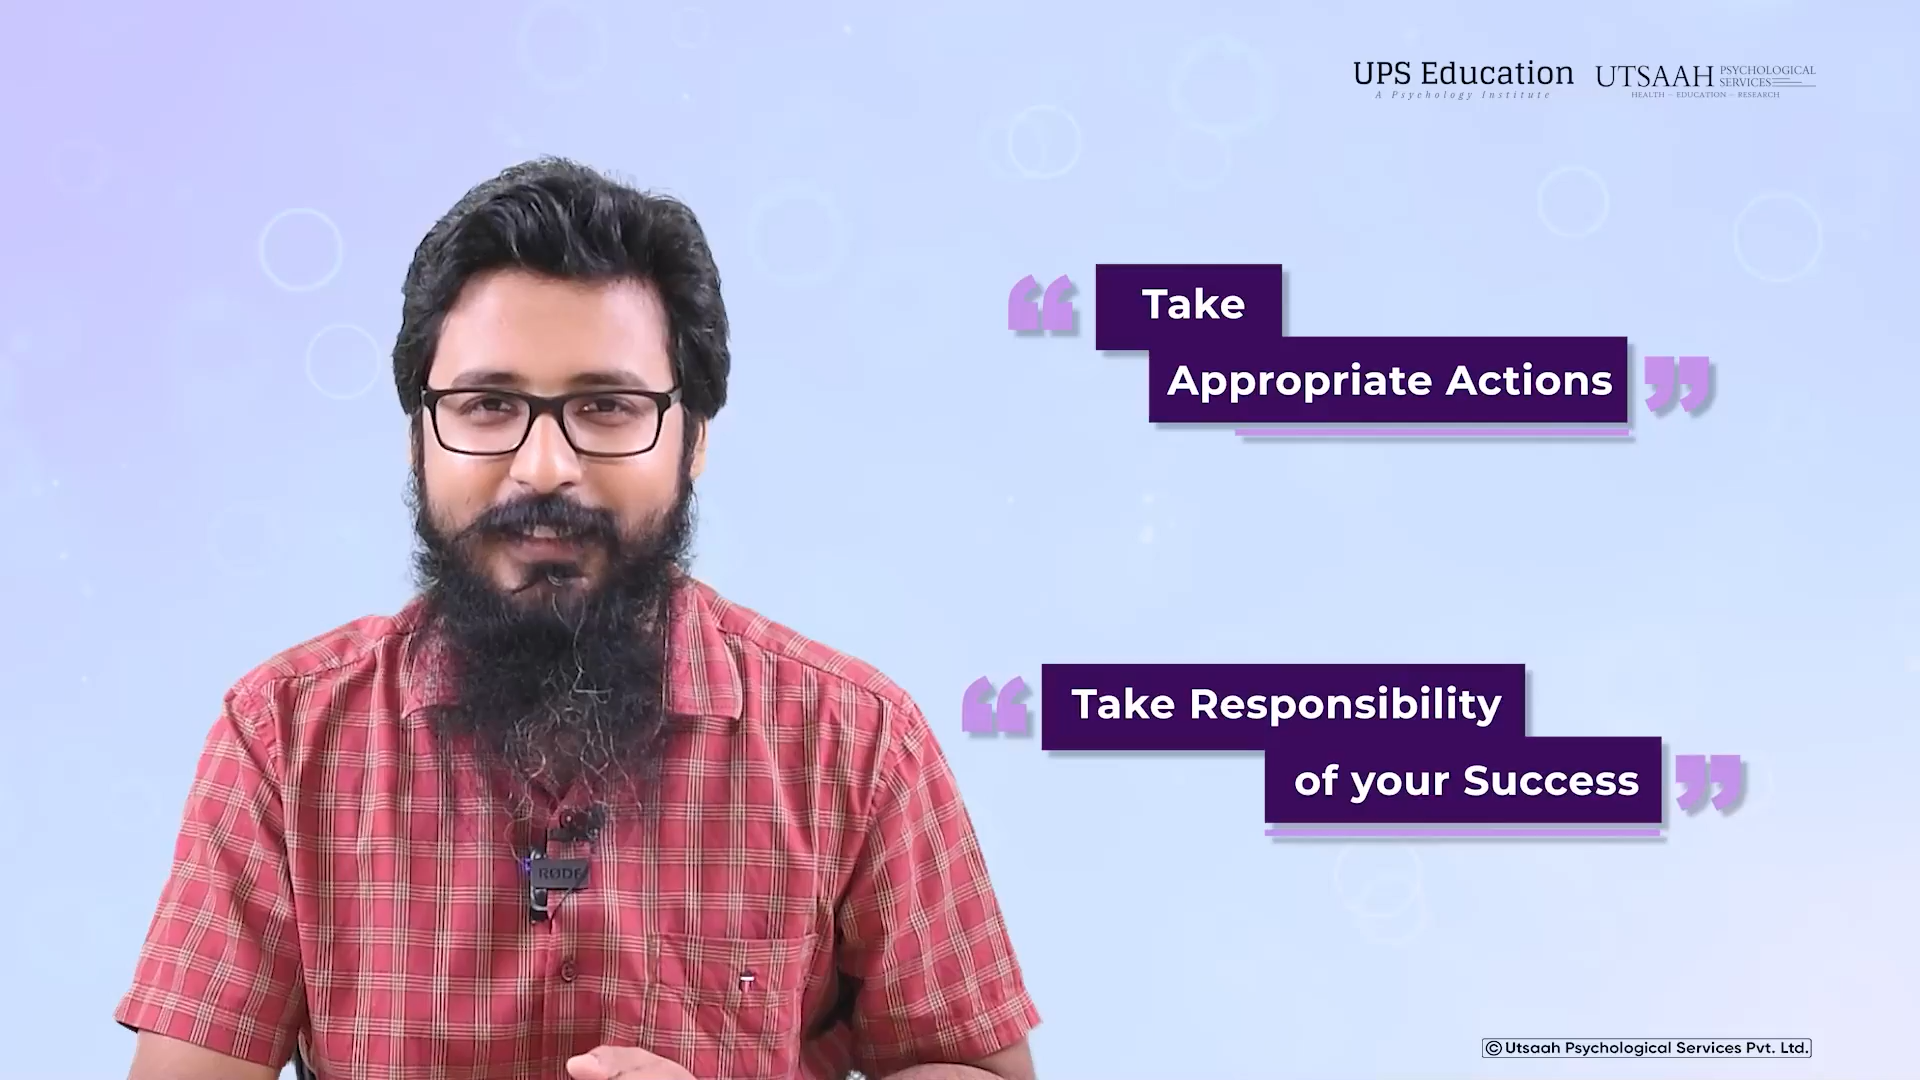 UPS Education
A Psychology Institute
UTSAAH PSYCHOLOGICAL SERVICES
HEALTH – EDUCATION – RESEARCH
“ Take
Appropriate Actions ”
“ Take Responsibility
of your Success ”
RØDE
© Utsaah Psychological Services Pvt. Ltd.